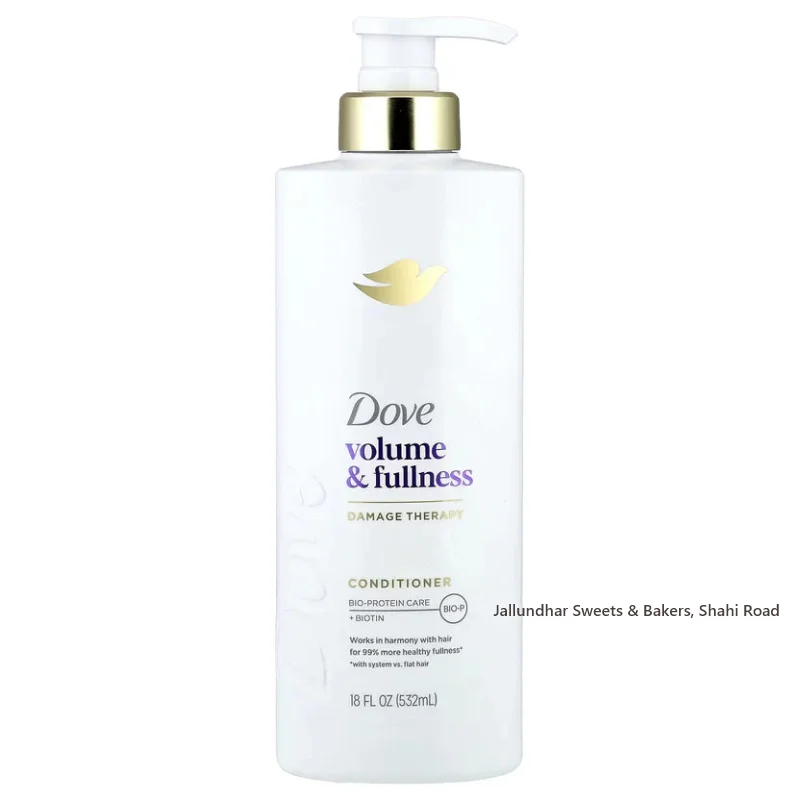 Dove
volume
& fullness
DAMAGE THERAPY
CONDITIONER
BIO-PROTEIN CARE
+ BIOTIN
BIO-P
Jallundhar Sweets & Bakers, Shahi Road
Works in harmony with hair
for 99% more healthy fullness*
*with system vs. flat hair
18 FL OZ (532mL)
Dove